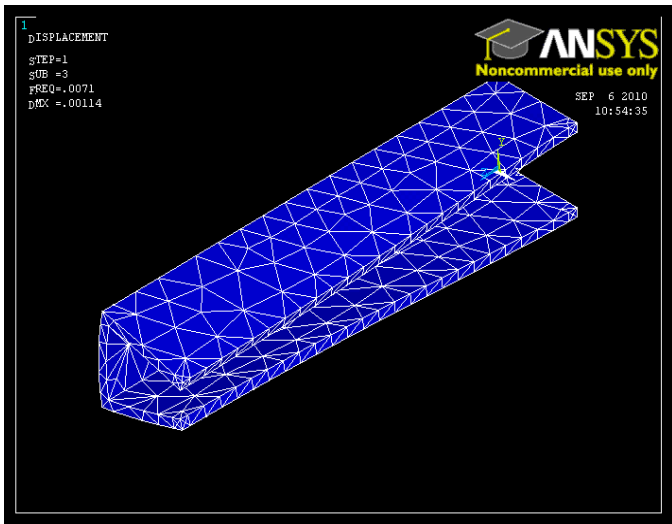 1
DISPLACEMENT
STEP=1
SUB =3
FREQ=.0071
DMX =.00114
ANSYS
Noncommercial use only
SEP 6 2010
10:54:35
Y